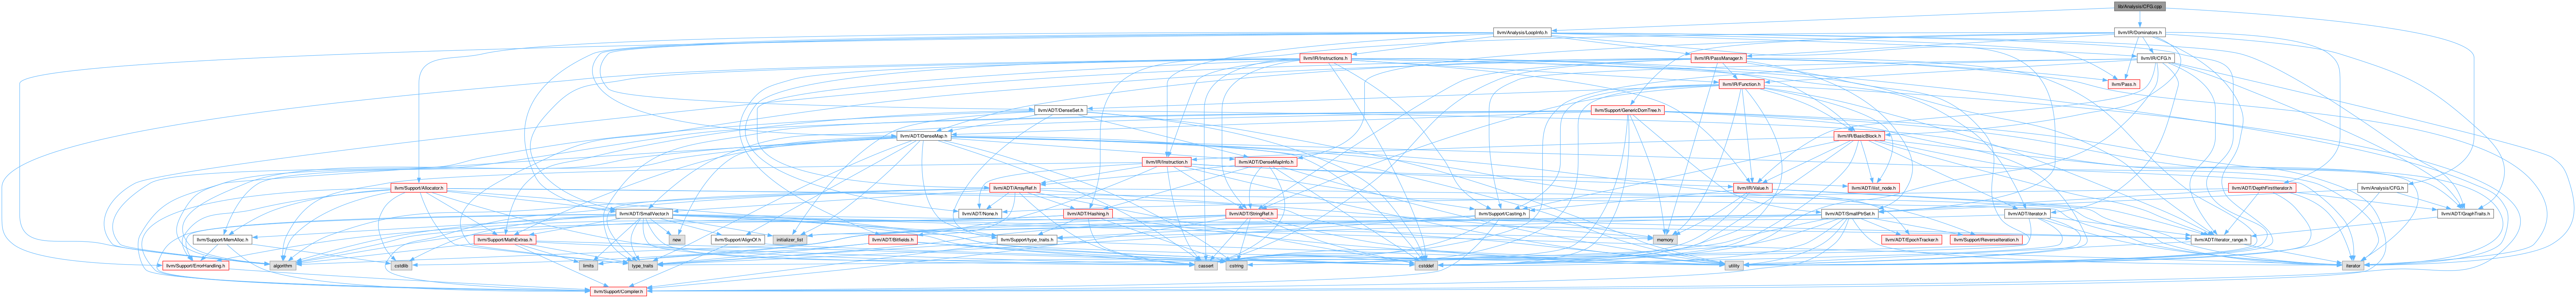 lib/Analysis/CFG.cpp
llvm/Analysis/LoopInfo.h
llvm/IR/Dominators.h
llvm/IR/Instructions.h
llvm/IR/PassManager.h
llvm/IR/CFG.h
llvm/IR/Function.h
llvm/Pass.h
llvm/ADT/DenseSet.h
llvm/Support/GenericDomTree.h
llvm/ADT/DenseMap.h
llvm/IR/BasicBlock.h
llvm/IR/Instruction.h
llvm/ADT/DenseMapInfo.h
llvm/Support/Allocator.h
llvm/ADT/ArrayRef.h
llvm/IR/Value.h
llvm/ADT/ilist_node.h
llvm/ADT/DepthFirstIterator.h
llvm/Analysis/CFG.h
llvm/ADT/SmallVector.h
llvm/ADT/None.h
llvm/ADT/Hashing.h
llvm/ADT/StringRef.h
llvm/Support/Casting.h
llvm/ADT/SmallPtrSet.h
llvm/ADT/iterator.h
llvm/ADT/GraphTraits.h
llvm/Support/MemAlloc.h
llvm/Support/MathExtras.h
new
llvm/Support/AlignOf.h
initializer_list
llvm/ADT/Bitfields.h
llvm/Support/type_traits.h
memory
llvm/ADT/EpochTracker.h
llvm/Support/ReverseIteration.h
llvm/ADT/iterator_range.h
llvm/Support/ErrorHandling.h
algorithm
cstdlib
limits
type_traits
cassert
cstring
cstddef
utility
iterator
llvm/Support/Compiler.h